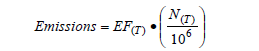 Emissions = EF(T) • (N(T) / 10^6)